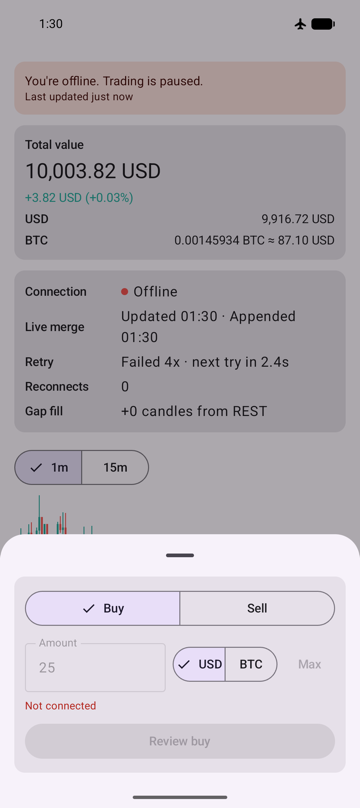 1:30
You're offline. Trading is paused.
Last updated just now
Total value
10,003.82 USD
+3.82 USD (+0.03%)
USD 9,916.72 USD
BTC 0.00145934 BTC ≈ 87.10 USD
Connection Offline
Live merge Updated 01:30 · Appended
01:30
Retry Failed 4x · next try in 2.4s
Reconnects 0
Gap fill +0 candles from REST
1m 15m
Buy Sell
Amount
25 USD BTC Max
Not connected
Review buy